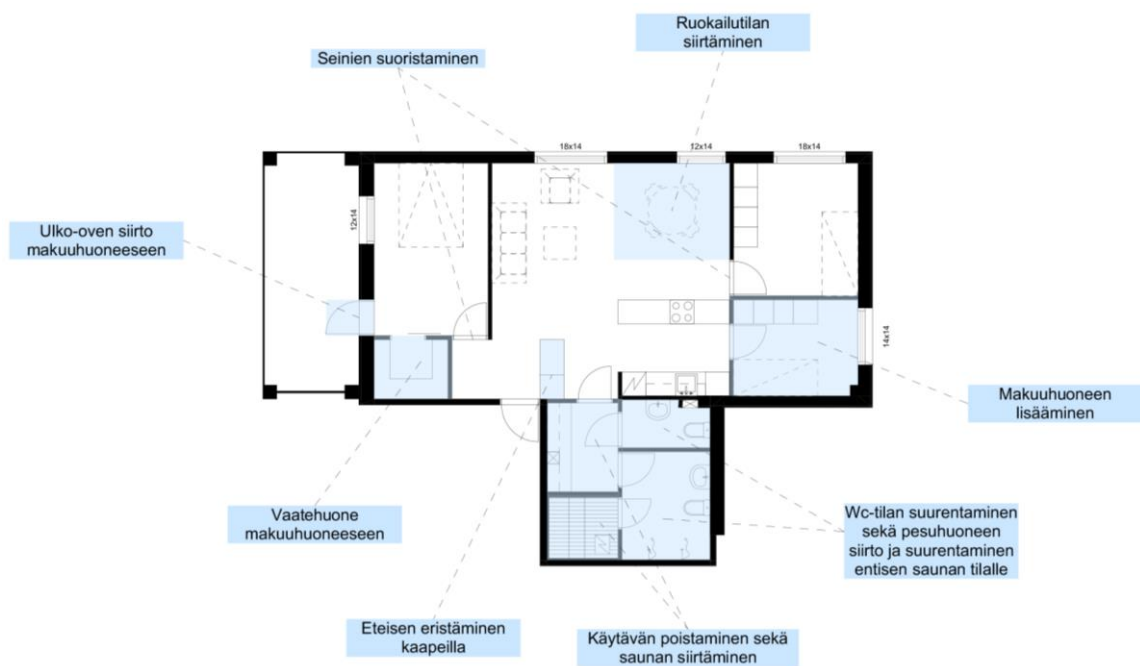 Ruokailutilan
siirtäminen
Seinien suoristaminen
18x14
12x14
18x14
12x14
Ulko-oven siirto
makuuhuoneeseen
14x14
Makuuhuoneen
lisääminen
Vaatehuone
makuuhuoneeseen
Wc-tilan suurentaminen
sekä pesuhuoneen
siirto ja suurentaminen
entisen saunan tilalle
Eteisen eristäminen
kaapeilla
Käytävän poistaminen sekä
saunan siirtäminen